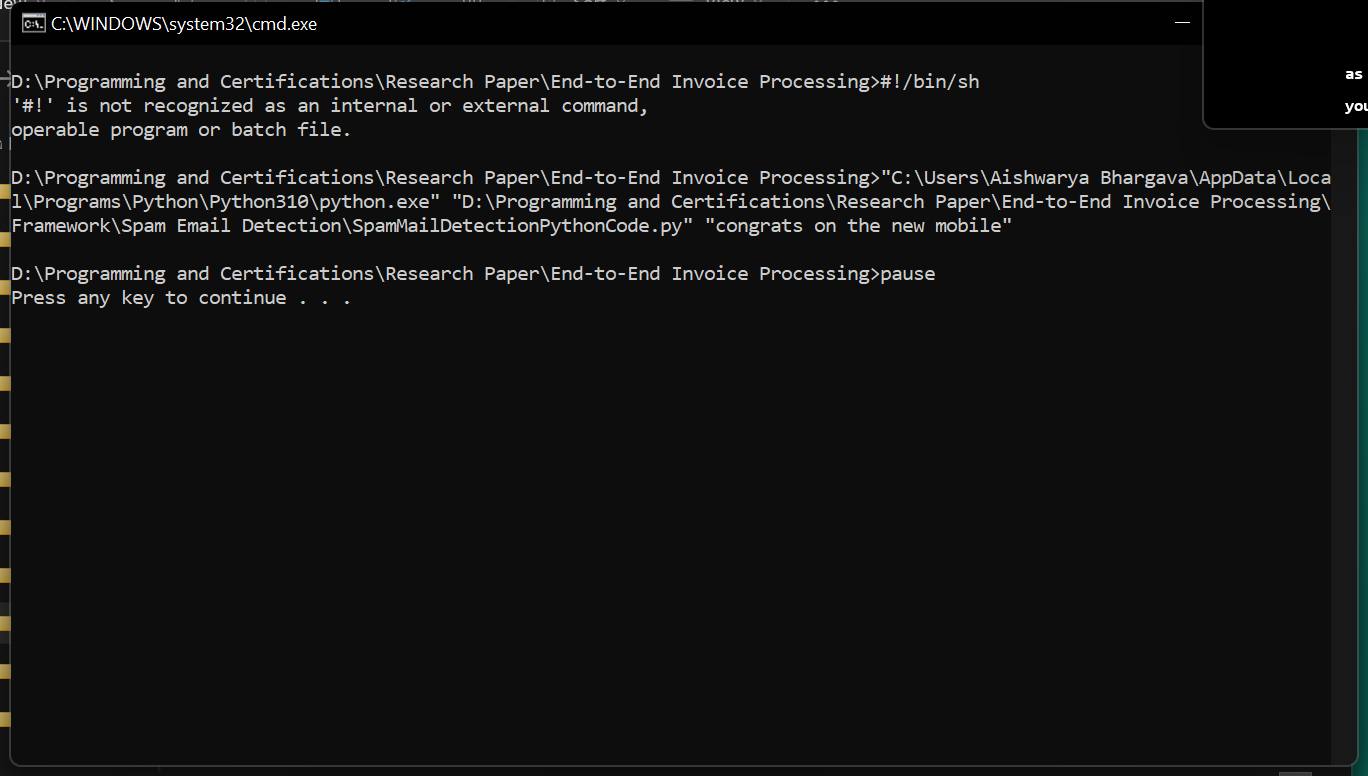 C:\WINDOWS\system32\cmd.exe
as
you
D:\Programming and Certifications\Research Paper\End-to-End Invoice Processing>#!/bin/sh
'#!' is not recognized as an internal or external command,
operable program or batch file.
D:\Programming and Certifications\Research Paper\End-to-End Invoice Processing>"C:\Users\Aishwarya Bhargava\AppData\Loca
l\Programs\Python\Python310\python.exe" "D:\Programming and Certifications\Research Paper\End-to-End Invoice Processing\
Framework\Spam Email Detection\SpamMailDetectionPythonCode.py" "congrats on the new mobile"
D:\Programming and Certifications\Research Paper\End-to-End Invoice Processing>pause
Press any key to continue . . .